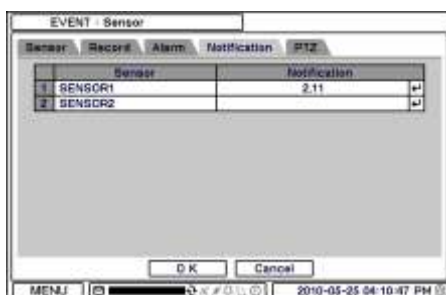 EVENT - Sensor
Sensor Record Alarm Notification PTZ
Sensor Notification
1 SENSOR1 2,11
2 SENSOR2
OK Cancel
MENU 2010-05-25 04:10:47 PM